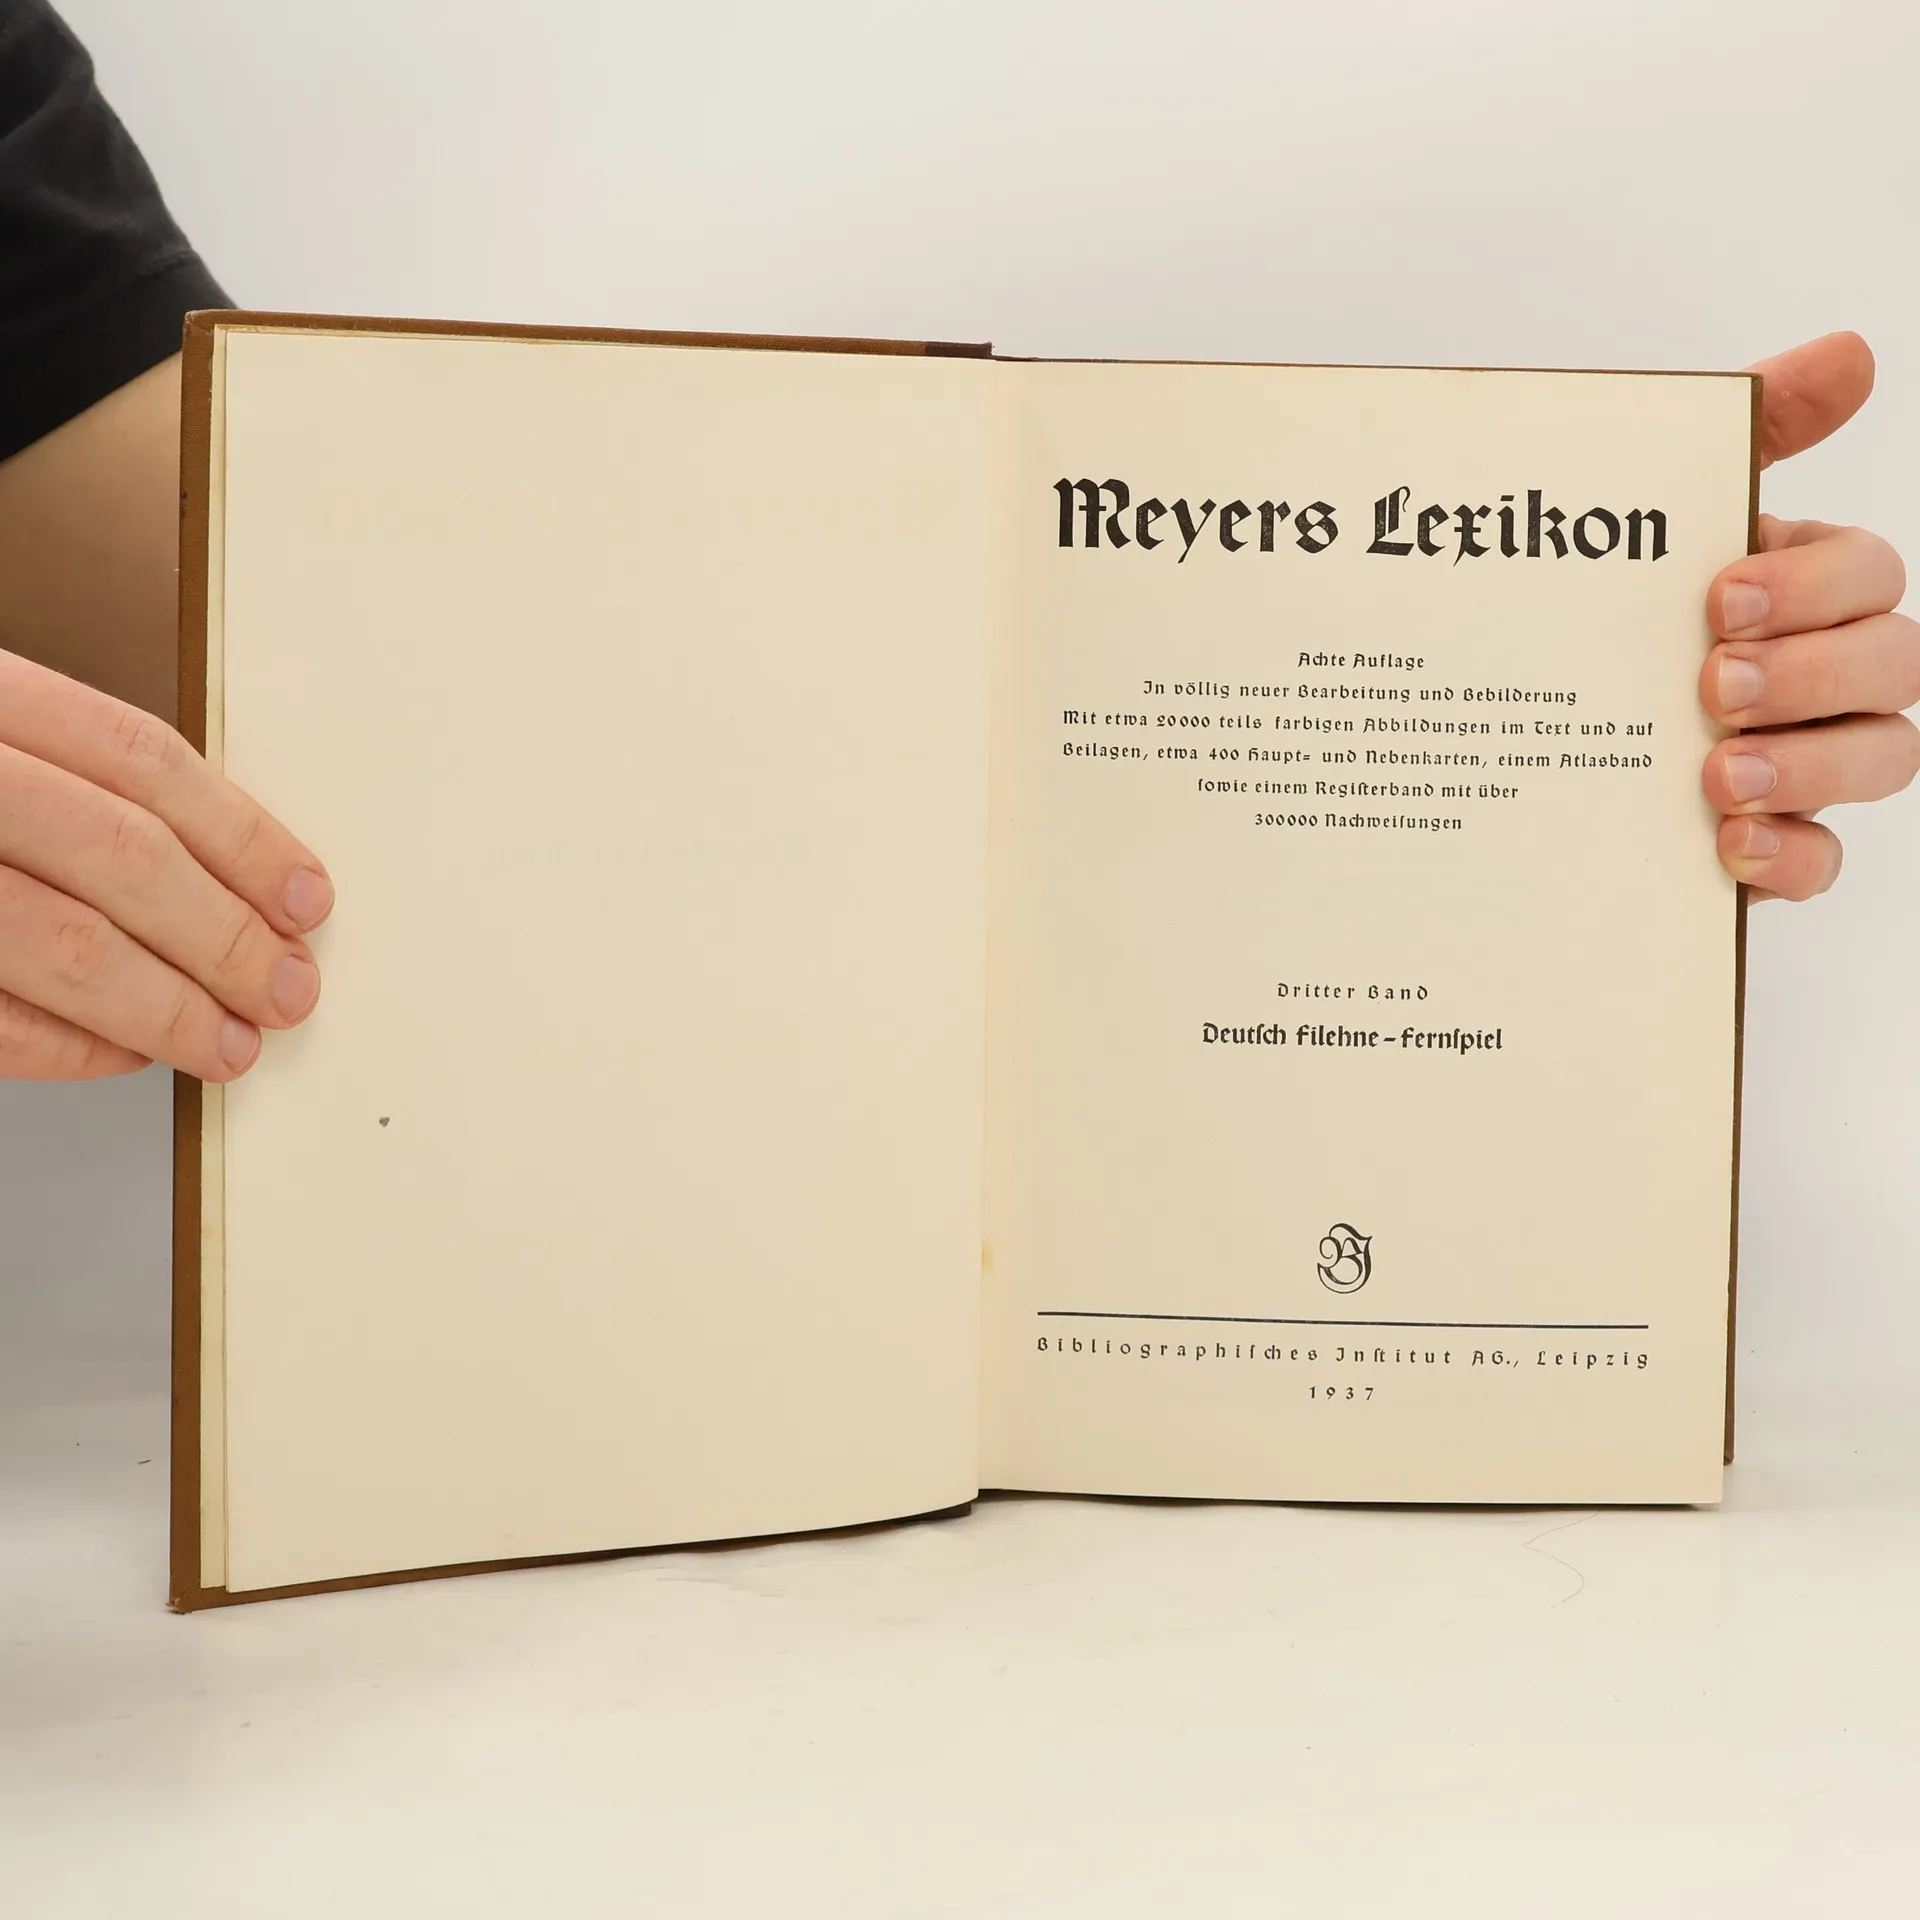 Meyers Lexikon
Achte Auflage
In völlig neuer Bearbeitung und Bebilderung
Mit etwa 20000 teils farbigen Abbildungen im Text und auf
Beilagen, etwa 400 Haupt= und Nebenkarten, einem Atlasband
ſowie einem Regiſterband mit über
300000 Nachweiſungen
Dritter Band
Deutſch Filehne – Fernſpiel
BI
Bibliographiſches Inſtitut AG., Leipzig
1937